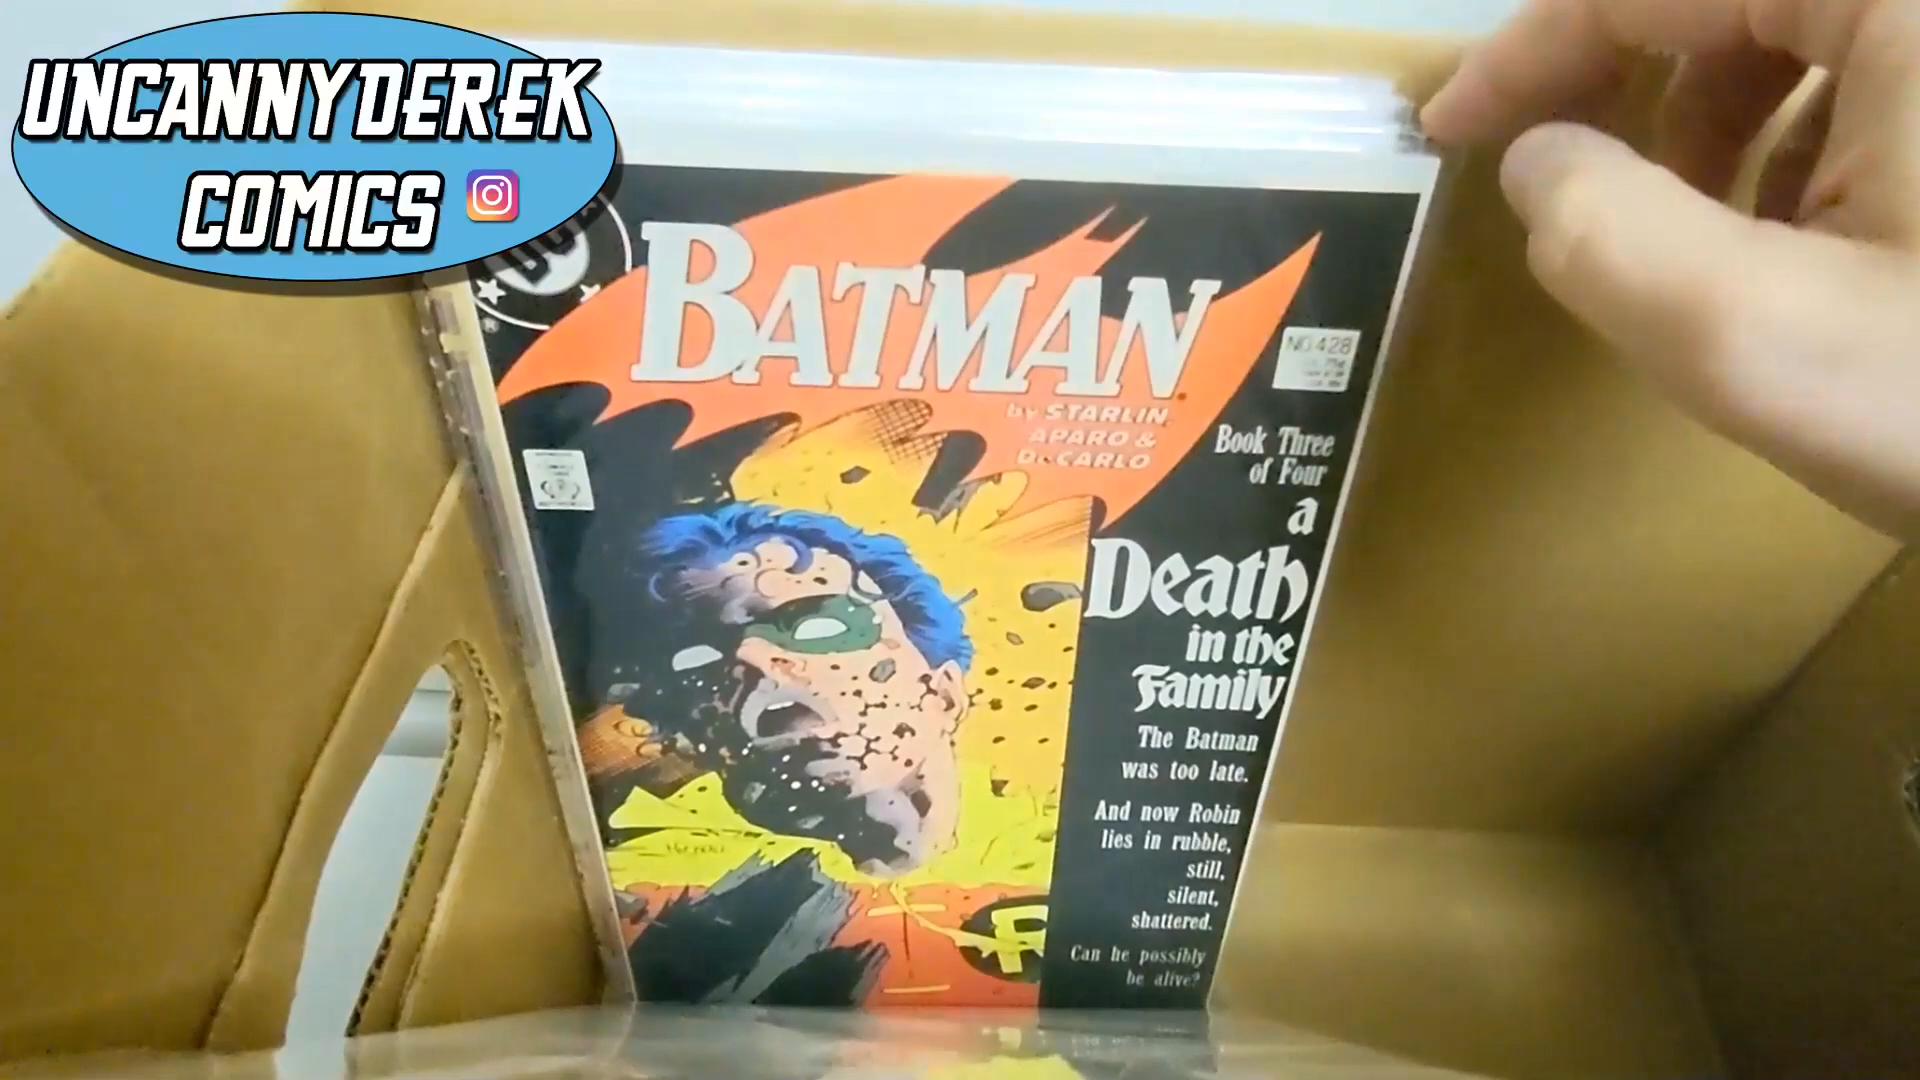 UNCANNYDEREK
COMICS
DC
BATMAN
by STARLIN,
APARO &
DeCARLO
NO. 428
Book Three
of Four
a
Death
in the
Family
The Batman
was too late.
And now Robin
lies in rubble,
still,
silent,
shattered.
Can he possibly
be alive?
R